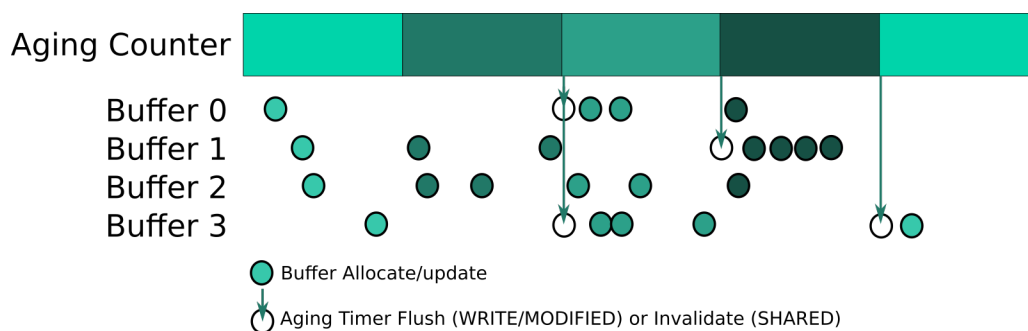 Aging Counter
Buffer 0
Buffer 1
Buffer 2
Buffer 3
Buffer Allocate/update
Aging Timer Flush (WRITE/MODIFIED) or Invalidate (SHARED)